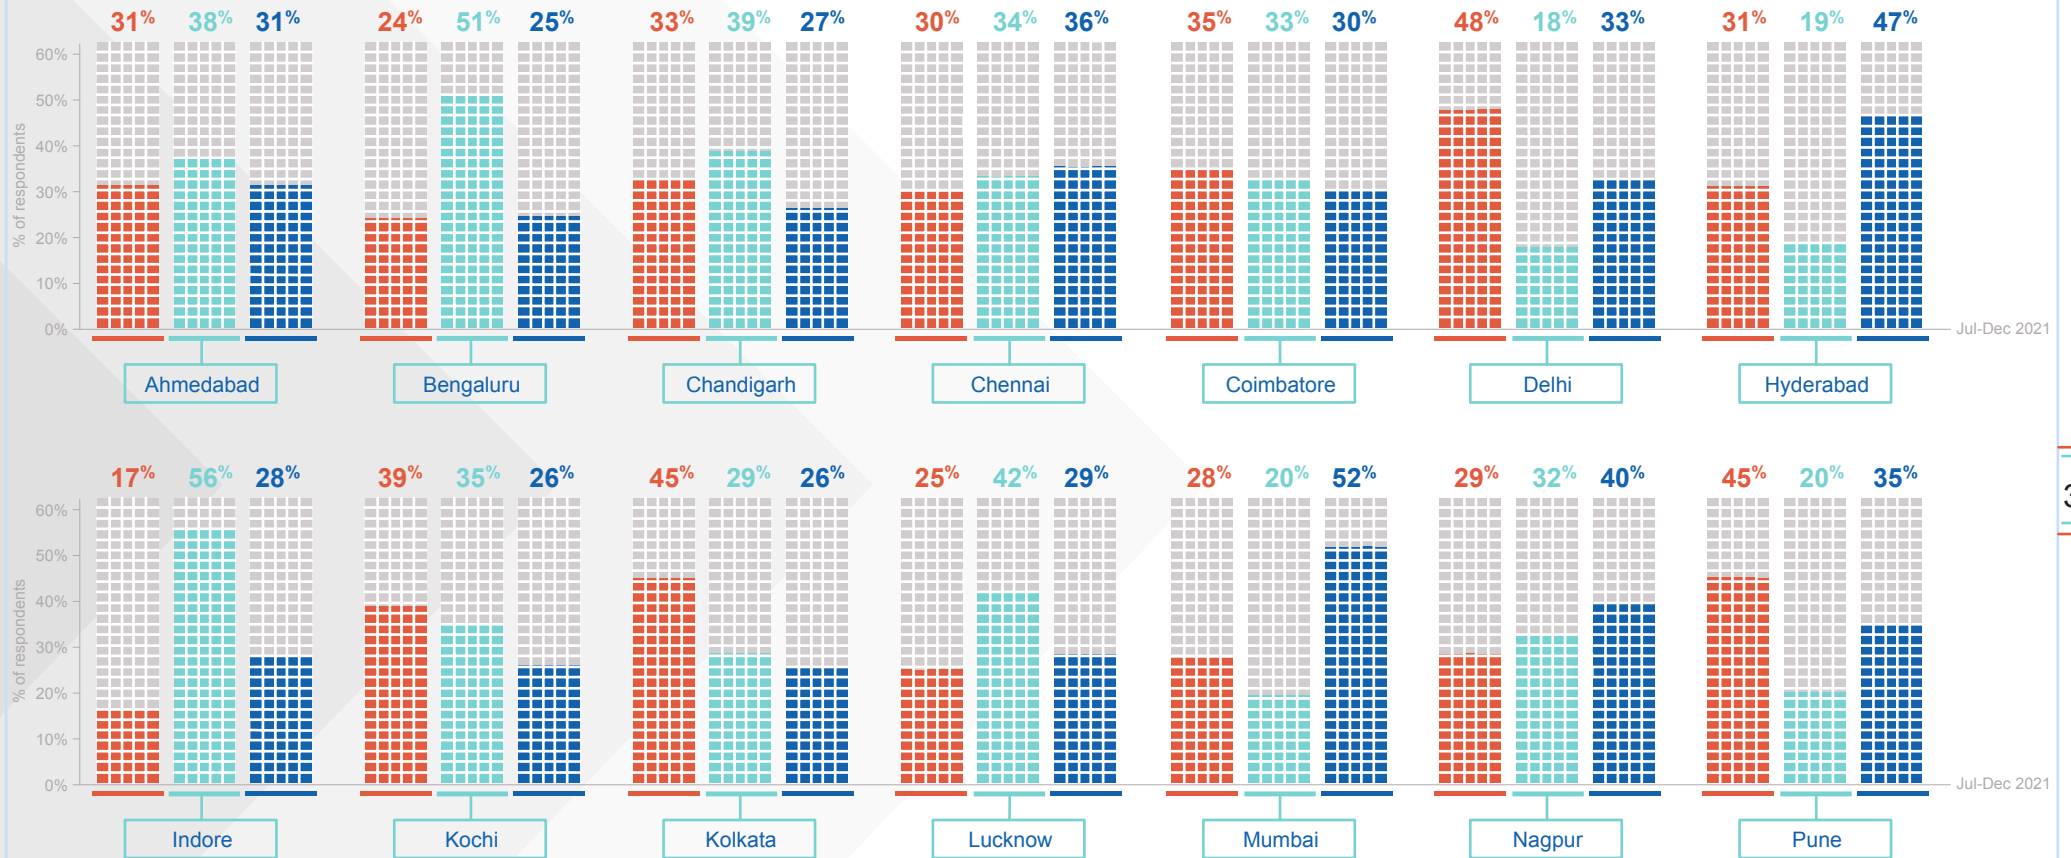 31% 38% 31% 24% 51% 25% 33% 39% 27% 30% 34% 36% 35% 33% 30% 48% 18% 33% 31% 19% 47%
60%
50%
40%
30%
20%
10%
0%
% of respondents
Jul-Dec 2021
Ahmedabad Bengaluru Chandigarh Chennai Coimbatore Delhi Hyderabad
17% 56% 28% 39% 35% 26% 45% 29% 26% 25% 42% 29% 28% 20% 52% 29% 32% 40% 45% 20% 35%
60%
50%
40%
30%
20%
10%
0%
% of respondents
Jul-Dec 2021
Indore Kochi Kolkata Lucknow Mumbai Nagpur Pune